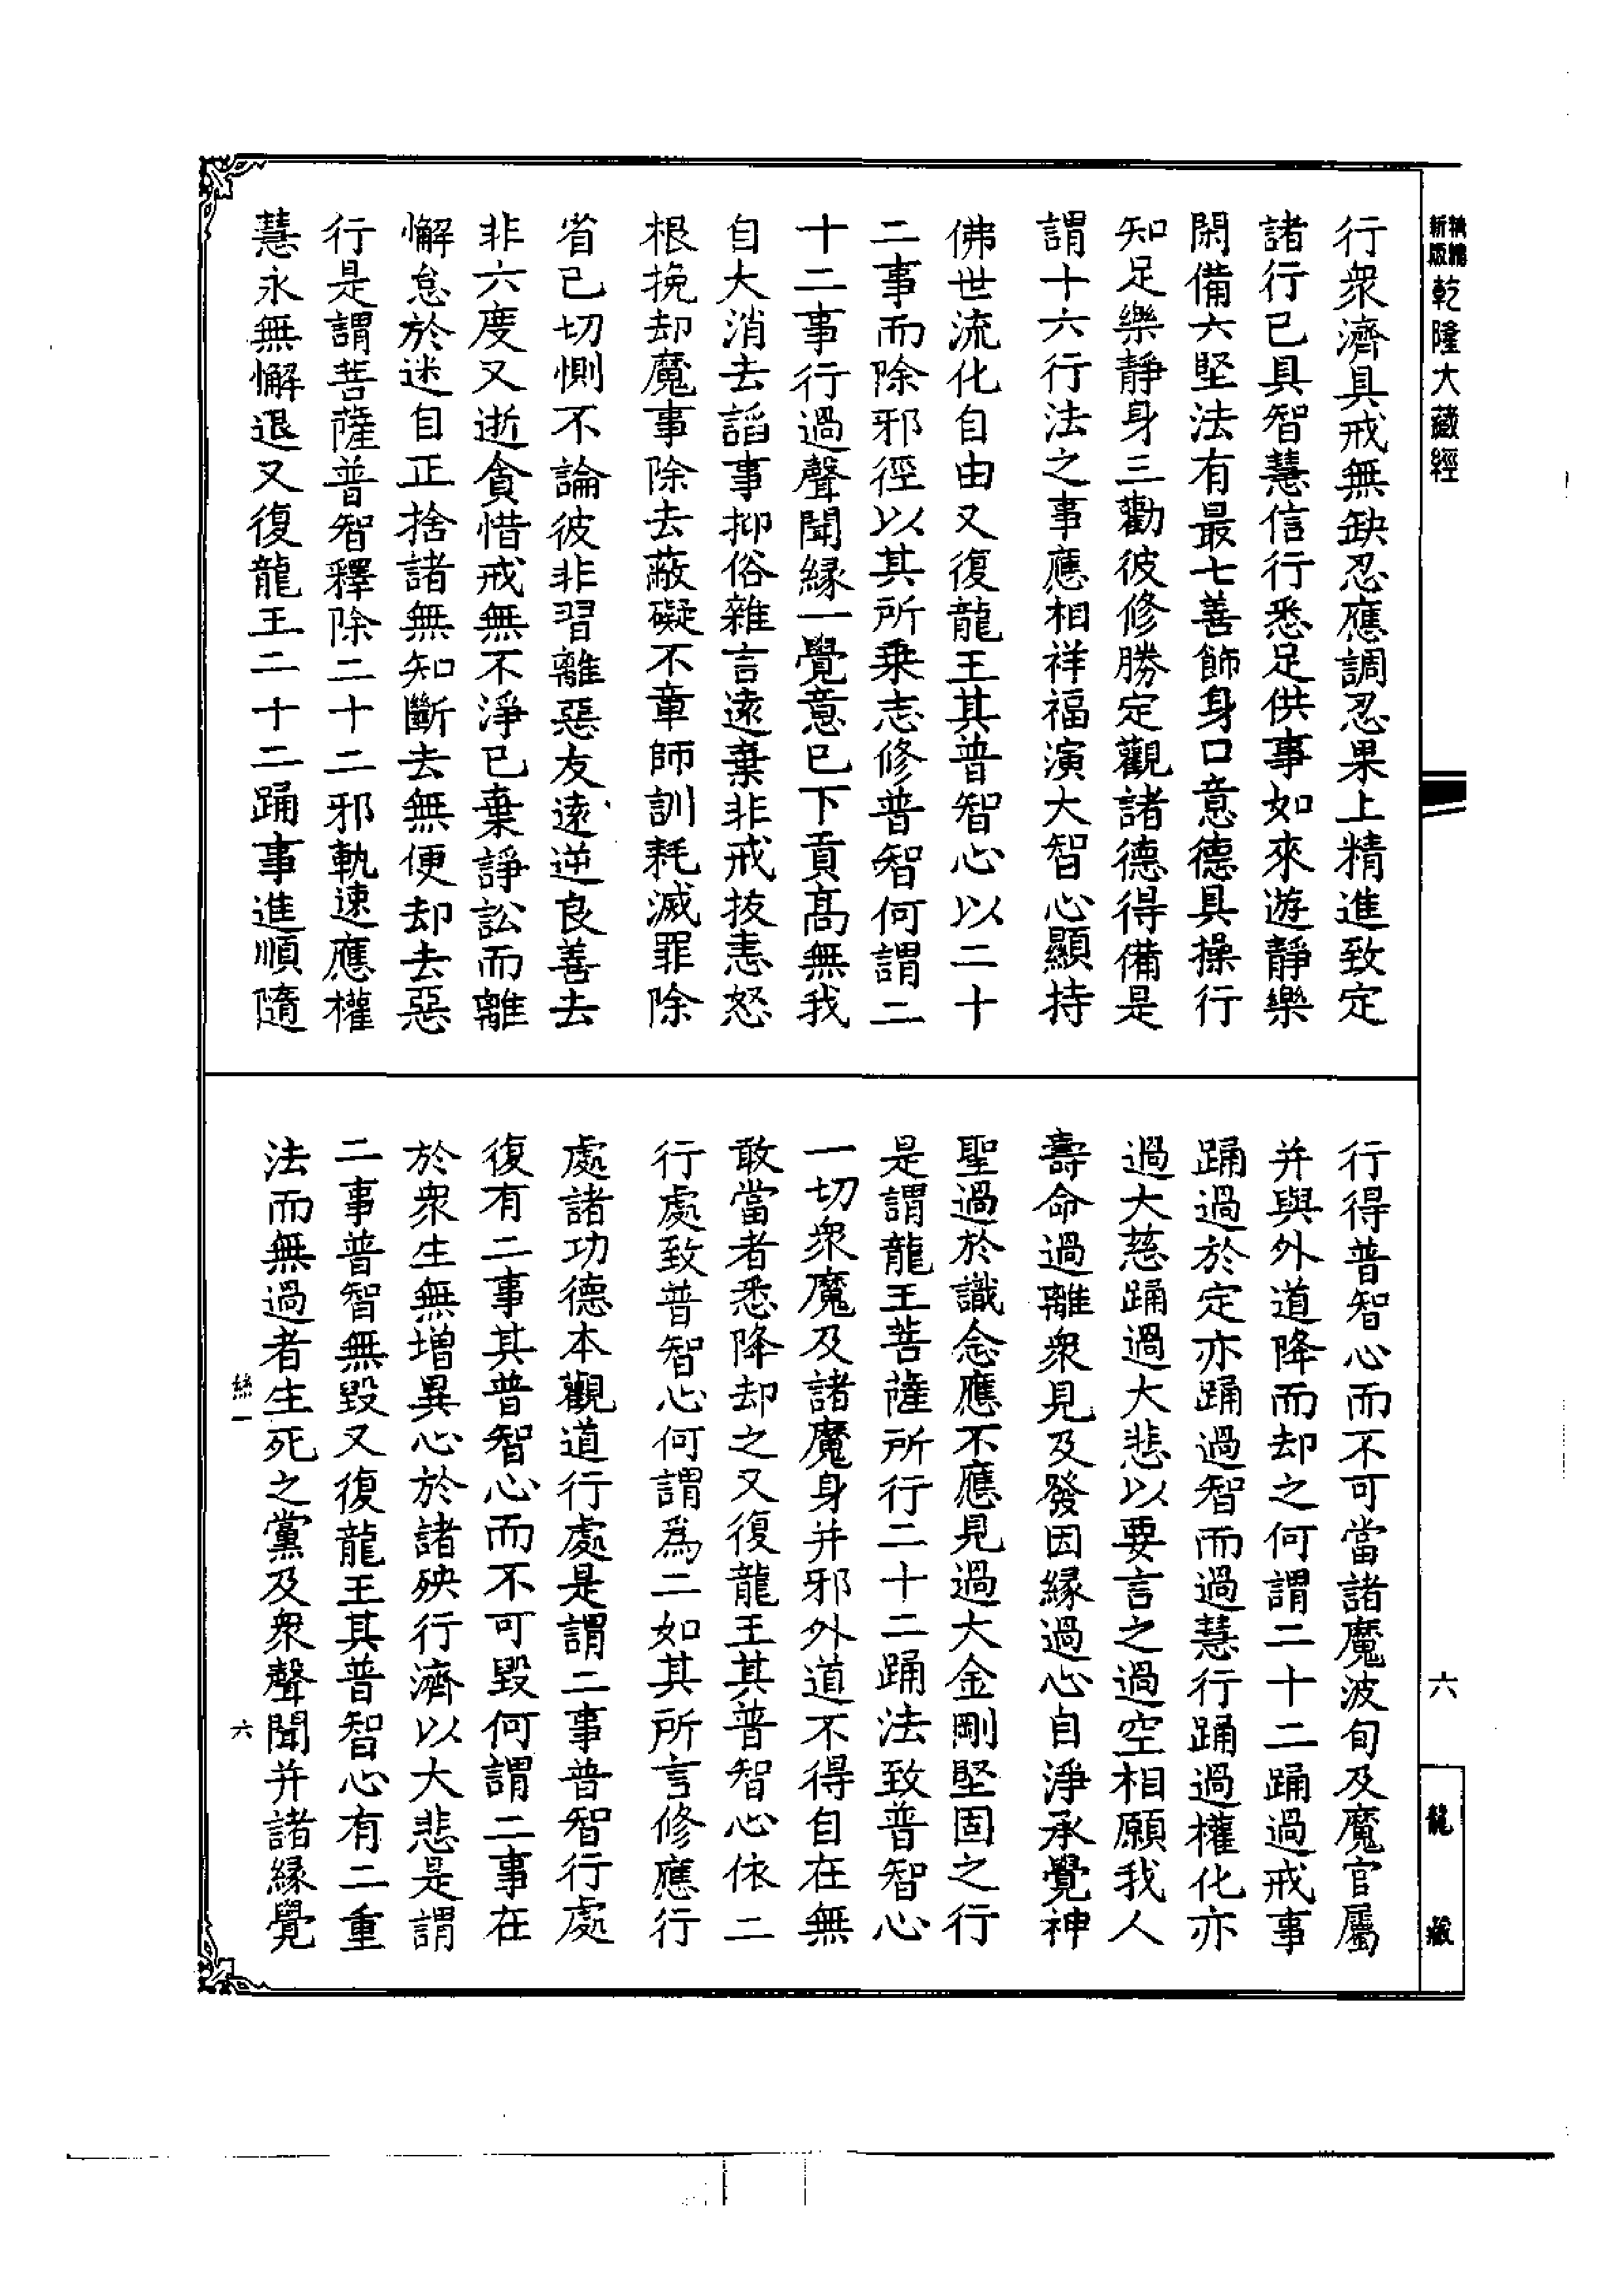 精編新版
乾隆大藏經
行衆濟具戒無缺忍應調忍果上精進致定
諸行已具智慧信行悉足供事如來遊靜樂
閑備六堅法有最七善飾身口意德具操行
知足樂靜身三勸彼修勝定觀諸德得備是
謂十六行法之事應相祥福演大智心顯持
佛世流化自由又復龍王其普智心以二十
二事而除邪徑以其所乗志修普智何謂二
十二事行過聲聞緣一覺意已下貢高無我
自大消去謟事抑俗雜言遠棄非戒抜恚怒
根挽却魔事除去蔽礙不章師訓耗滅罪除
省已切惻不論彼非習離惡友遠逆良善去
非六度又逝貪惜戒無不淨已棄諍訟而離
懈怠於迷自正捨諸無知斷去無便却去惡
行是謂菩薩普智釋除二十二邪軌速應權
慧永無懈退又復龍王二十二踊事進順隨
行得普智心而不可當諸魔波旬及魔官屬
并與外道降而却之何謂二十二踊過戒事
踊過於定亦踊過智而過慧行踊過權化亦
過大慈踊過大悲以要言之過空相願我人
壽命過離衆見及發因緣過心自淨承覺神
聖過於識念應不應見過大金剛堅固之行
是謂龍王菩薩所行二十二踊法致普智心
一切衆魔及諸魔身并邪外道不得自在無
敢當者悉降却之又復龍王其普智心依二
行處致普智心何謂爲二如其所言修應行
處諸功德本觀道行處是謂二事普智行處
復有二事其普智心而不可毀何謂二事在
於衆生無增異心於諸殃行濟以大悲是謂
二事普智無毀又復龍王其普智心有二重
法而無過者生死之黨及衆聲聞并諸緣覺
絲一
六
六
龍藏